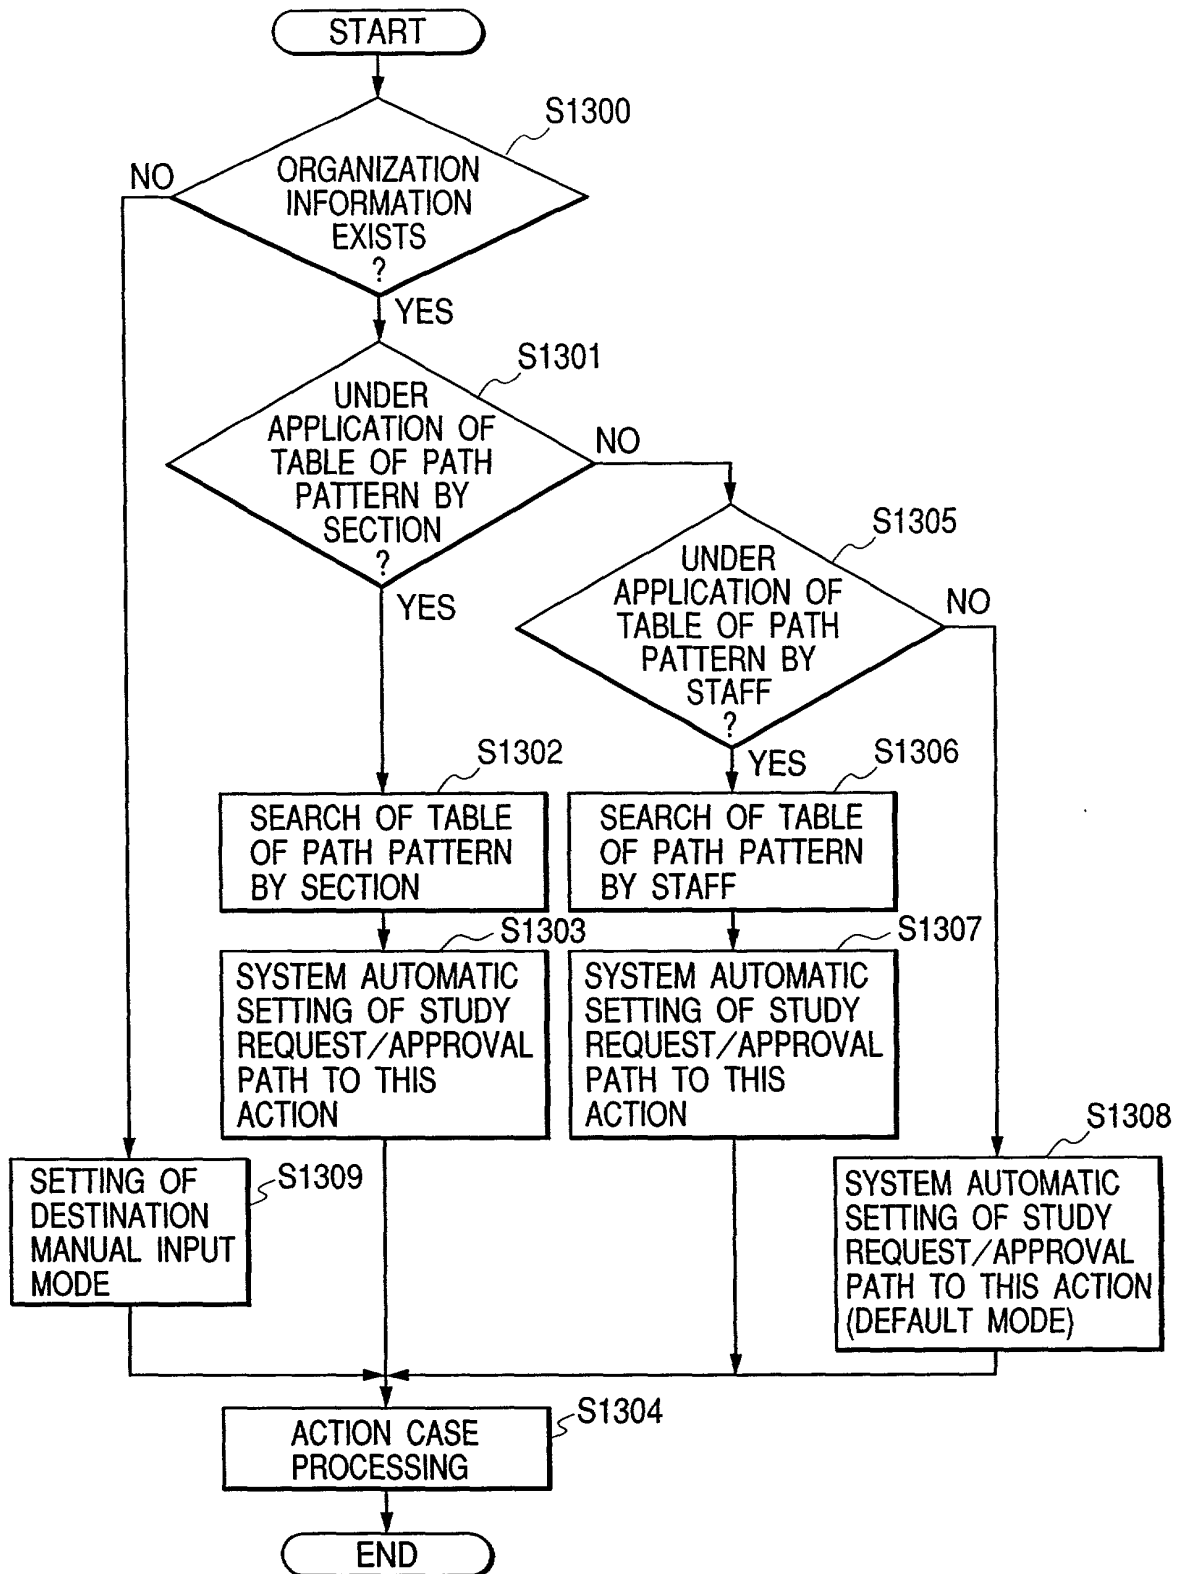 START
S1300
NO
ORGANIZATION
INFORMATION
EXISTS
?
YES
S1301
UNDER
APPLICATION OF
TABLE OF PATH
PATTERN BY
SECTION
?
NO
YES
S1305
UNDER
APPLICATION OF
TABLE OF PATH
PATTERN BY
STAFF
?
NO
YES
S1302
SEARCH OF TABLE
OF PATH PATTERN
BY SECTION
S1306
SEARCH OF TABLE
OF PATH PATTERN
BY STAFF
S1303
SYSTEM AUTOMATIC
SETTING OF STUDY
REQUEST/APPROVAL
PATH TO THIS
ACTION
S1307
SYSTEM AUTOMATIC
SETTING OF STUDY
REQUEST/APPROVAL
PATH TO THIS
ACTION
S1308
SYSTEM AUTOMATIC
SETTING OF STUDY
REQUEST/APPROVAL
PATH TO THIS ACTION
(DEFAULT MODE)
S1309
SETTING OF
DESTINATION
MANUAL INPUT
MODE
S1304
ACTION CASE
PROCESSING
END